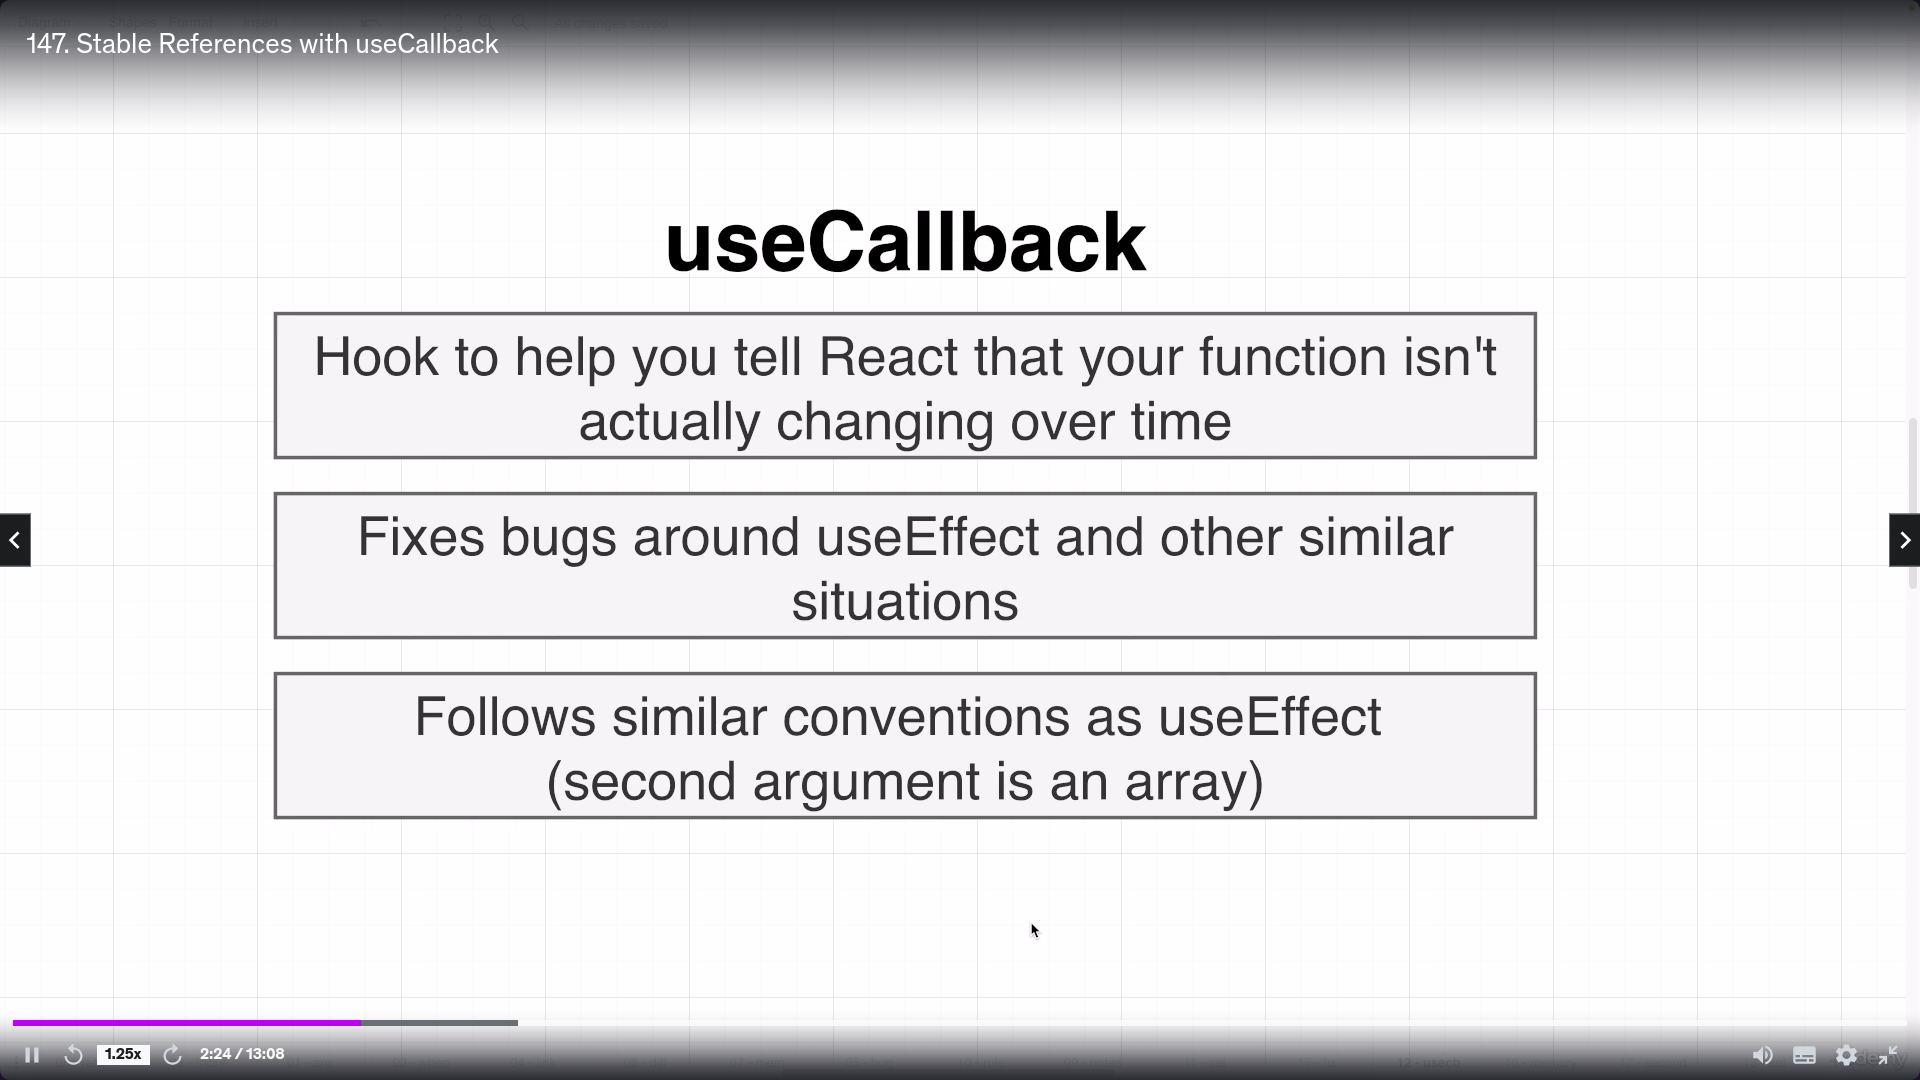 147. Stable References with useCallback
useCallback
Hook to help you tell React that your function isn't
actually changing over time
Fixes bugs around useEffect and other similar
situations
Follows similar conventions as useEffect
(second argument is an array)
1.25x
2:24 / 13:08